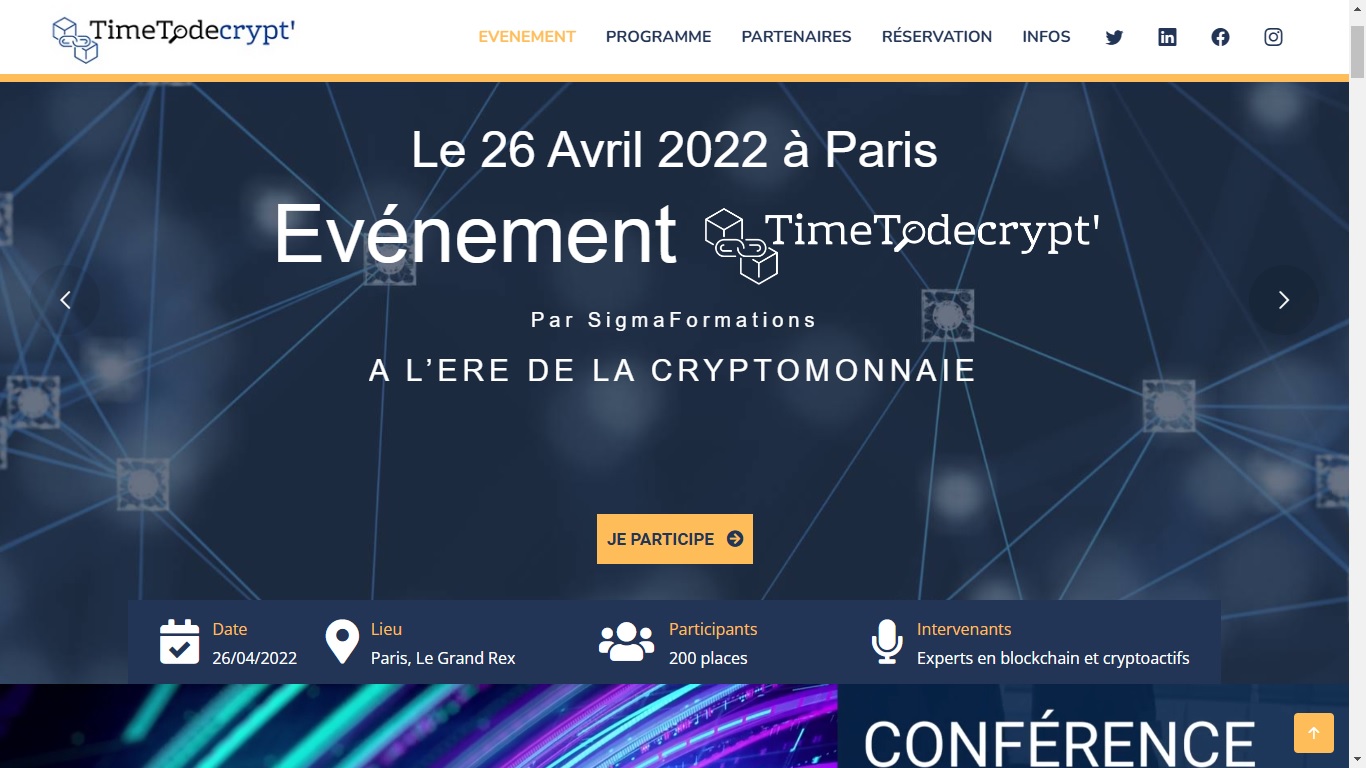 TimeTodecrypt'
EVENEMENT PROGRAMME PARTENAIRES RÉSERVATION INFOS
Le 26 Avril 2022 à Paris
Evénement TimeTodecrypt'
Par SigmaFormations
A L’ERE DE LA CRYPTOMONNAIE
JE PARTICIPE
Date
26/04/2022
Lieu
Paris, Le Grand Rex
Participants
200 places
Intervenants
Experts en blockchain et cryptoactifs
CONFÉRENCE